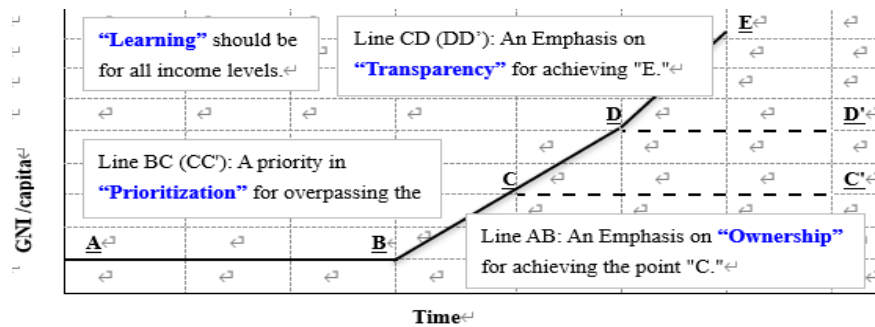 E
“Learning” should be
for all income levels.
Line CD (DD’): An Emphasis on
“Transparency” for achieving "E."
D
D'
Line BC (CC'): A priority in
“Prioritization” for overpassing the
C
C'
GNI /capita
A
B
Line AB: An Emphasis on “Ownership”
for achieving the point "C."
Time